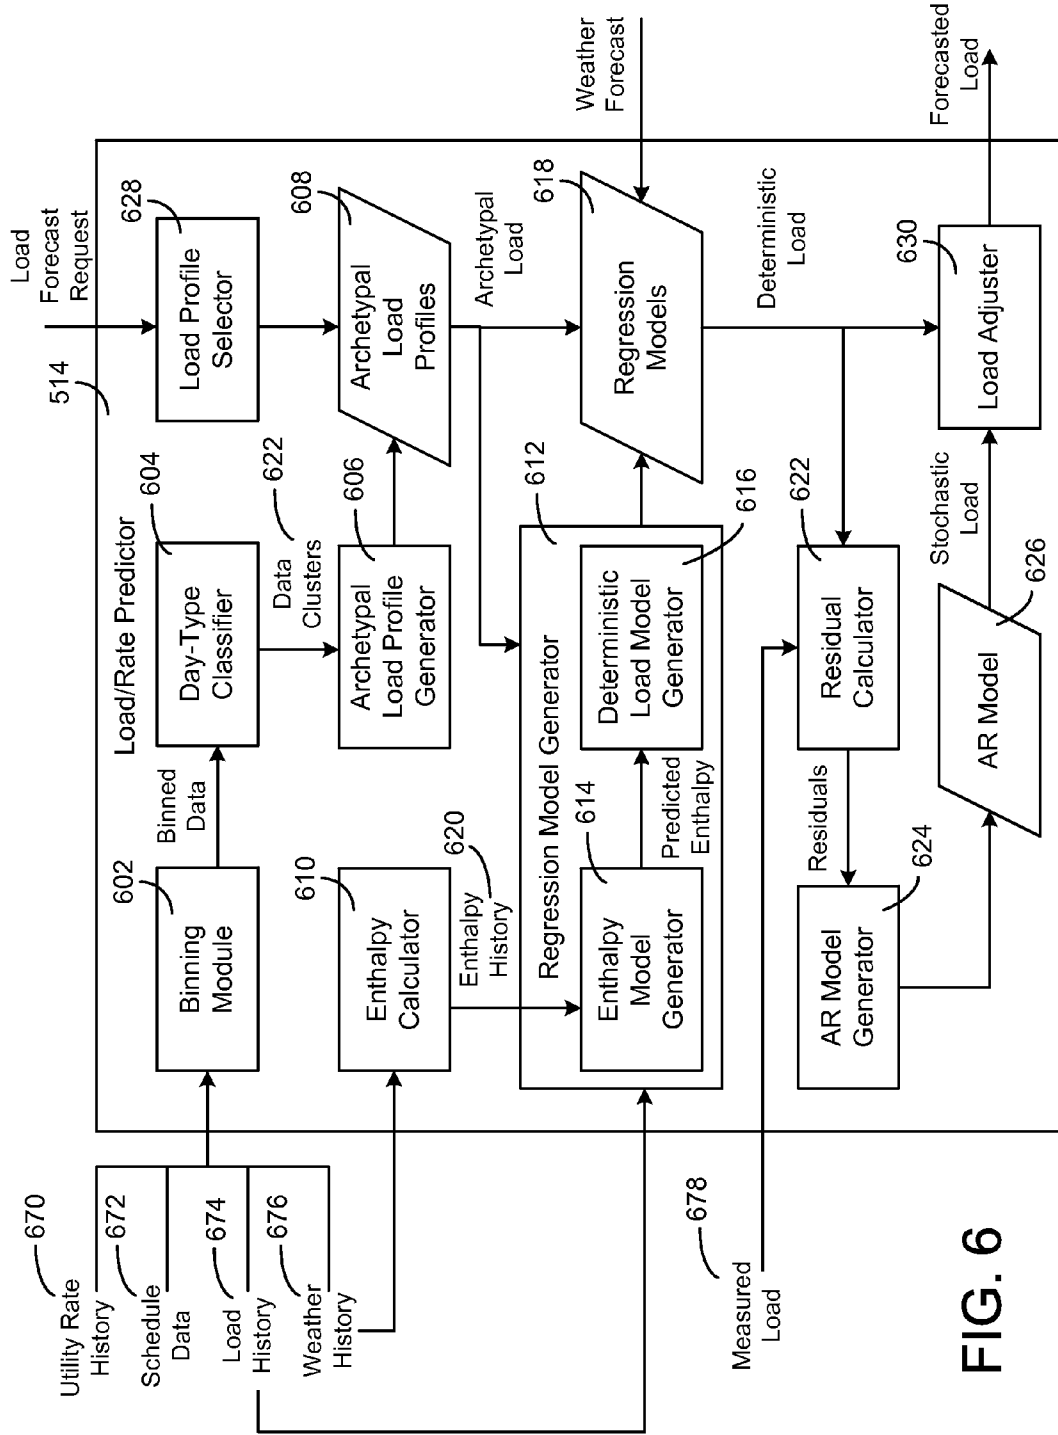 Utility Rate
History
670
Schedule
Data
672
Load
History
674
Weather
History
676
Measured
Load
678
Load/Rate Predictor
514
Load
Forecast
Request
Binning
Module
602
Binned
Data
Day-Type
Classifier
604
Load Profile
Selector
628
Data
Clusters
622
Enthalpy
Calculator
610
Archetypal
Load Profile
Generator
606
Archetypal
Load
Profiles
608
Enthalpy
History
620
Archetypal
Load
Regression Model Generator
612
Enthalpy
Model
Generator
614
Predicted
Enthalpy
Deterministic
Load Model
Generator
616
Regression
Models
618
Weather
Forecast
Deterministic
Load
Residual
Calculator
622
Residuals
AR Model
Generator
624
AR Model
626
Stochastic
Load
Load Adjuster
630
Forecasted
Load
FIG. 6